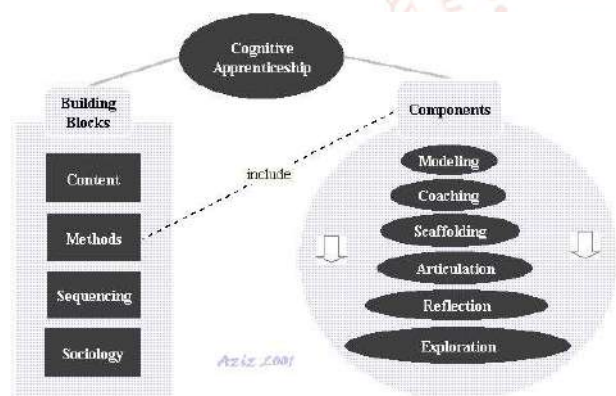 Cognitive
Apprenticeship
Building
Blocks
Components
Content
Methods
Sequencing
Sociology
include
Modeling
Coaching
Scaffolding
Articulation
Reflection
Exploration
Aziz 2001